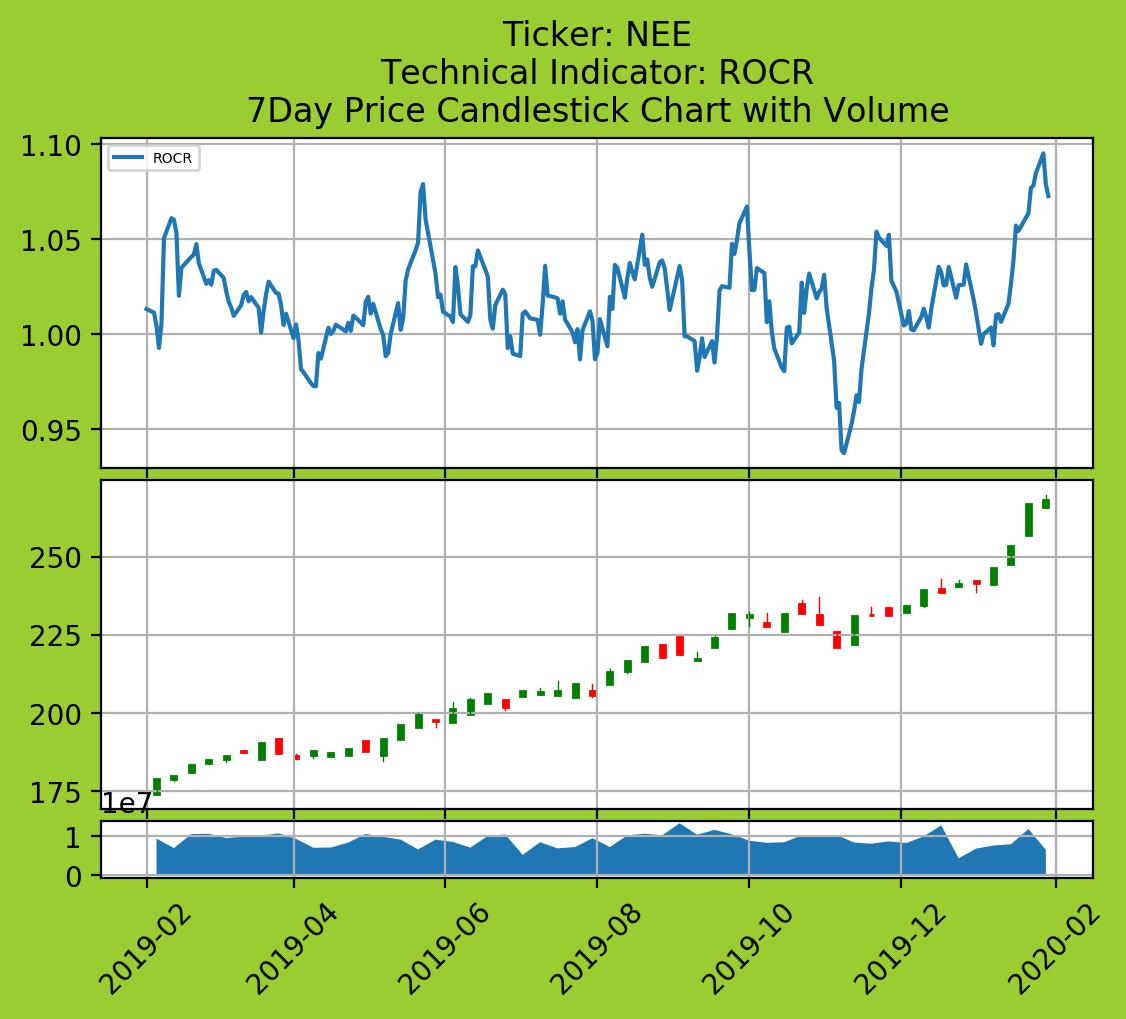 Ticker: NEE
Technical Indicator: ROCR
7Day Price Candlestick Chart with Volume
1.10
ROCR
1.05
1.00
0.95
250
225
200
175
1e7
1
0
2019-02 2019-04 2019-06 2019-08 2019-10 2019-12 2020-02